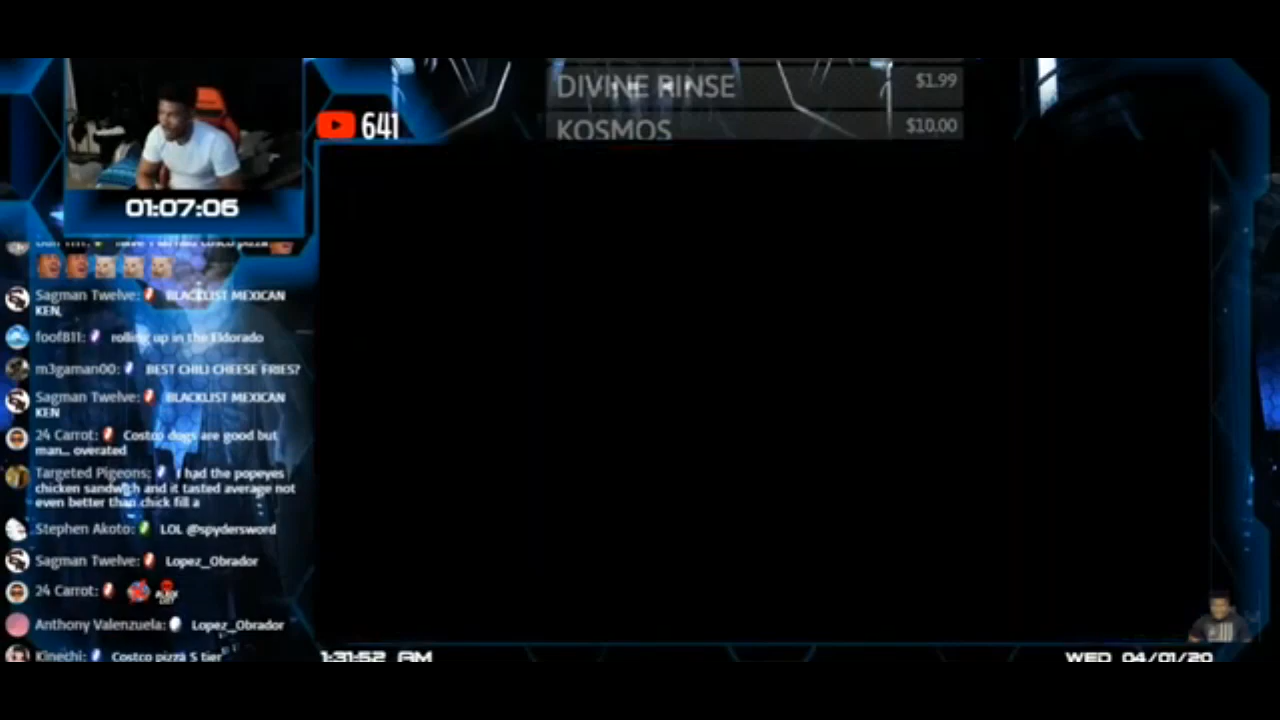 DIVINE RINSE $1.99
641
KOSMOS $10.00
01:07:06
Sagman Twelve: BLACKLIST MEXICAN
KEN,
foof811: rolling up in the Eldorado
m3gaman00: BEST CHILI CHEESE FRIES?
Sagman Twelve: BLACKLIST MEXICAN
KEN
24 Carrot: Costco dogs are good but
man... overated
Targeted Pigeons: I had the popeyes
chicken sandwich and it tasted average not
even better than chick fill a
Stephen Akoto: LOL @spydersword
Sagman Twelve: Lopez_Obrador
24 Carrot:
Anthony Valenzuela: Lopez_Obrador
Kinechi: Costco pizza S tier
1:31:52 AM
WED 04/01/20